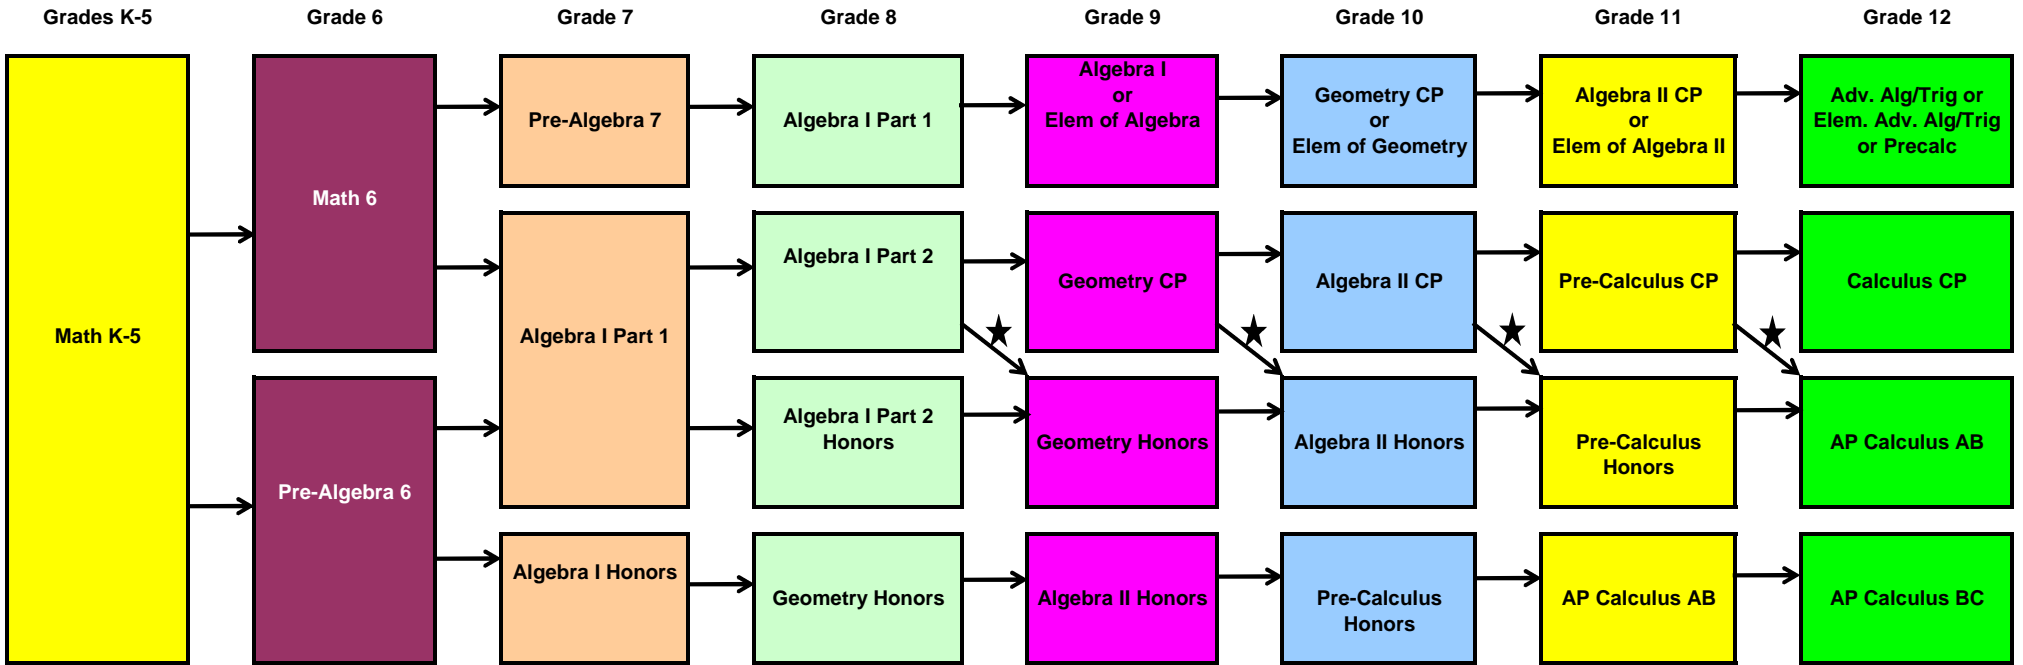 Grades K-5
Grade 6
Grade 7
Grade 8
Grade 9
Grade 10
Grade 11
Grade 12
Math K-5
Math 6
Pre-Algebra 6
Pre-Algebra 7
Algebra I Part 1
Algebra I Honors
Algebra I Part 1
Algebra I Part 2
Algebra I Part 2
Honors
Geometry Honors
Algebra I
or
Elem of Algebra
Geometry CP
Geometry Honors
Algebra II Honors
Geometry CP
or
Elem of Geometry
Algebra II CP
Algebra II Honors
Pre-Calculus
Honors
Algebra II CP
or
Elem of Algebra II
Pre-Calculus CP
Pre-Calculus
Honors
AP Calculus AB
Adv. Alg/Trig or
Elem. Adv. Alg/Trig
or Precalc
Calculus CP
AP Calculus AB
AP Calculus BC